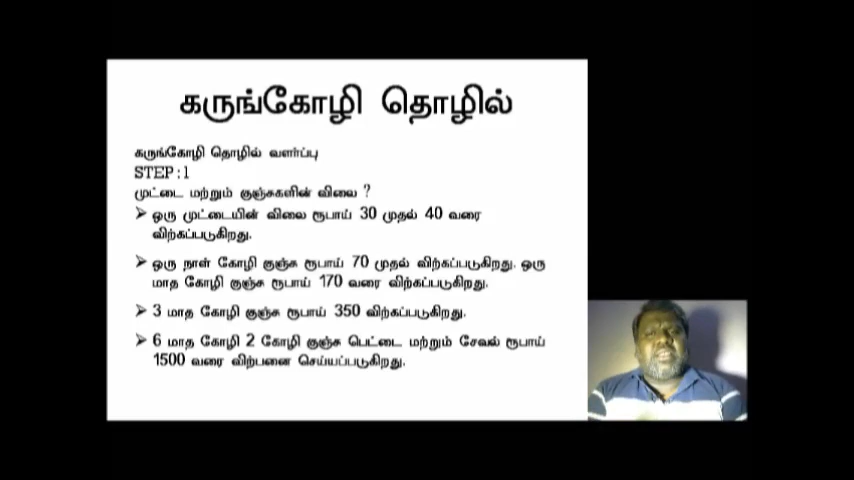 கருங்கோழி தொழில்
கருங்கோழி தொழில் வளர்ப்பு
STEP:1
முட்டை மற்றும் குஞ்சுகளின் விலை ?
➢ ஒரு முட்டையின் விலை ரூபாய் 30 முதல் 40 வரை
விற்கப்படுகிறது.
➢ ஒரு நாள் கோழி குஞ்சு ரூபாய் 70 முதல் விற்கப்படுகிறது. ஒரு
மாத கோழி குஞ்சு ரூபாய் 170 வரை விற்கப்படுகிறது.
➢ 3 மாத கோழி குஞ்சு ரூபாய் 350 விற்கப்படுகிறது.
➢ 6 மாத கோழி 2 கோழி குஞ்சு பெட்டை மற்றும் சேவல் ரூபாய்
1500 வரை விற்பனை செய்யப்படுகிறது.